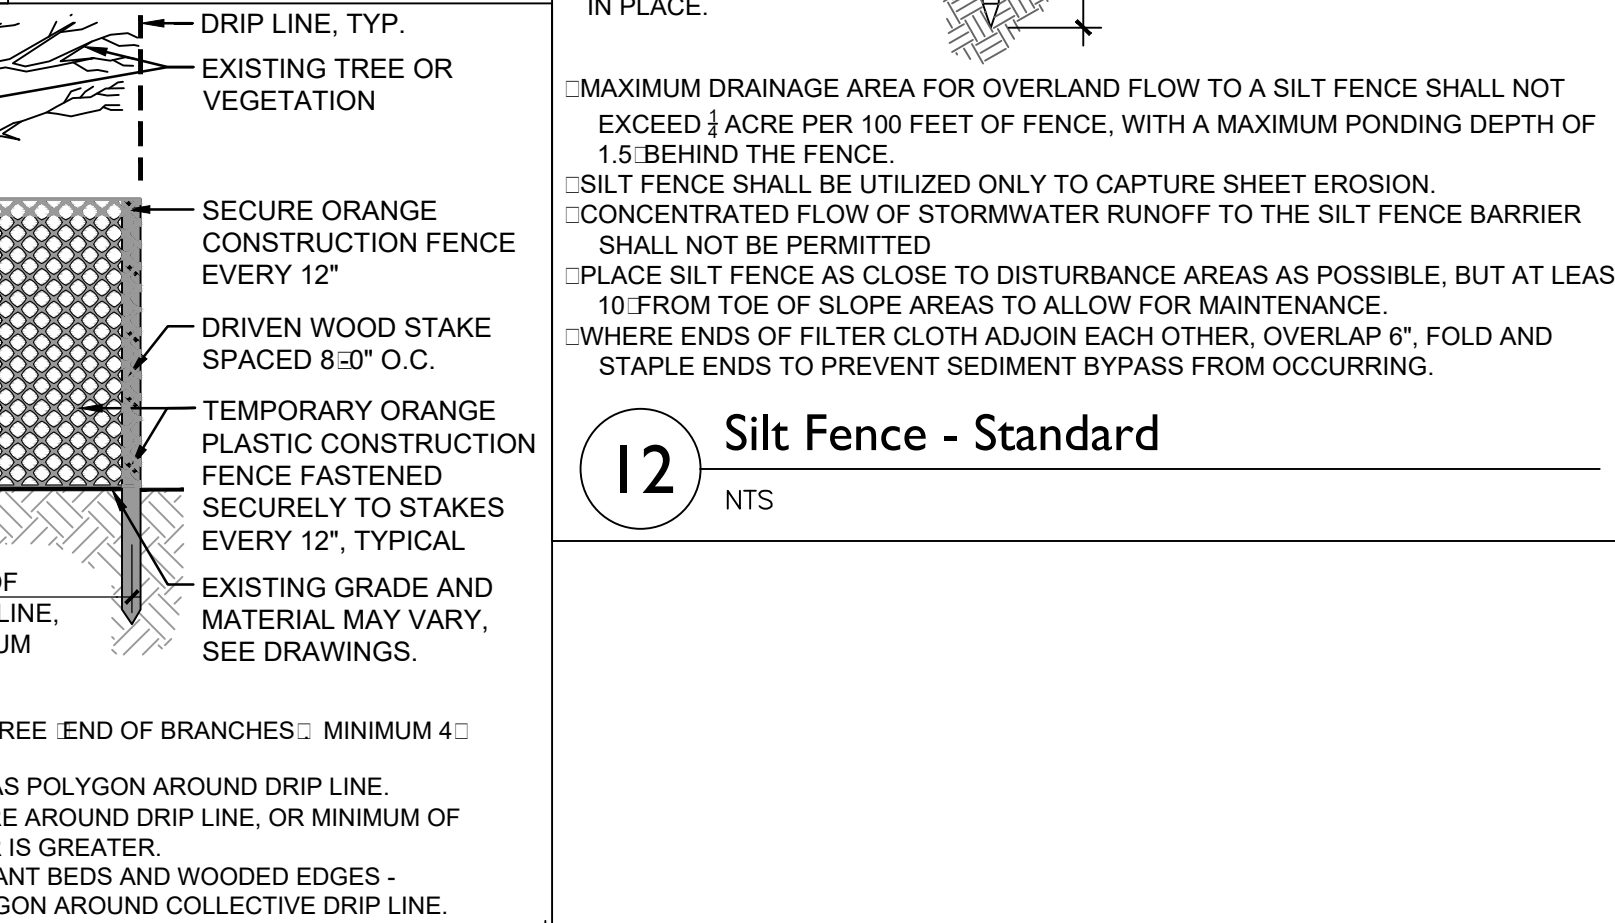 DRIP LINE, TYP.
EXISTING TREE OR
VEGETATION
SECURE ORANGE
CONSTRUCTION FENCE
EVERY 12"
DRIVEN WOOD STAKE
SPACED 8□-0" O.C.
TEMPORARY ORANGE
PLASTIC CONSTRUCTION
FENCE FASTENED
SECURELY TO STAKES
EVERY 12", TYPICAL
EXISTING GRADE AND
MATERIAL MAY VARY,
SEE DRAWINGS.
OF
LINE,
UM
REE □END OF BRANCHES□ MINIMUM 4□
AS POLYGON AROUND DRIP LINE.
E AROUND DRIP LINE, OR MINIMUM OF
IS GREATER.
ANT BEDS AND WOODED EDGES -
GON AROUND COLLECTIVE DRIP LINE.
IN PLACE.
□MAXIMUM DRAINAGE AREA FOR OVERLAND FLOW TO A SILT FENCE SHALL NOT
EXCEED 1/4 ACRE PER 100 FEET OF FENCE, WITH A MAXIMUM PONDING DEPTH OF
1.5□BEHIND THE FENCE.
□SILT FENCE SHALL BE UTILIZED ONLY TO CAPTURE SHEET EROSION.
□CONCENTRATED FLOW OF STORMWATER RUNOFF TO THE SILT FENCE BARRIER
SHALL NOT BE PERMITTED
□PLACE SILT FENCE AS CLOSE TO DISTURBANCE AREAS AS POSSIBLE, BUT AT LEAS
10□FROM TOE OF SLOPE AREAS TO ALLOW FOR MAINTENANCE.
□WHERE ENDS OF FILTER CLOTH ADJOIN EACH OTHER, OVERLAP 6", FOLD AND
STAPLE ENDS TO PREVENT SEDIMENT BYPASS FROM OCCURRING.
12
Silt Fence - Standard
NTS